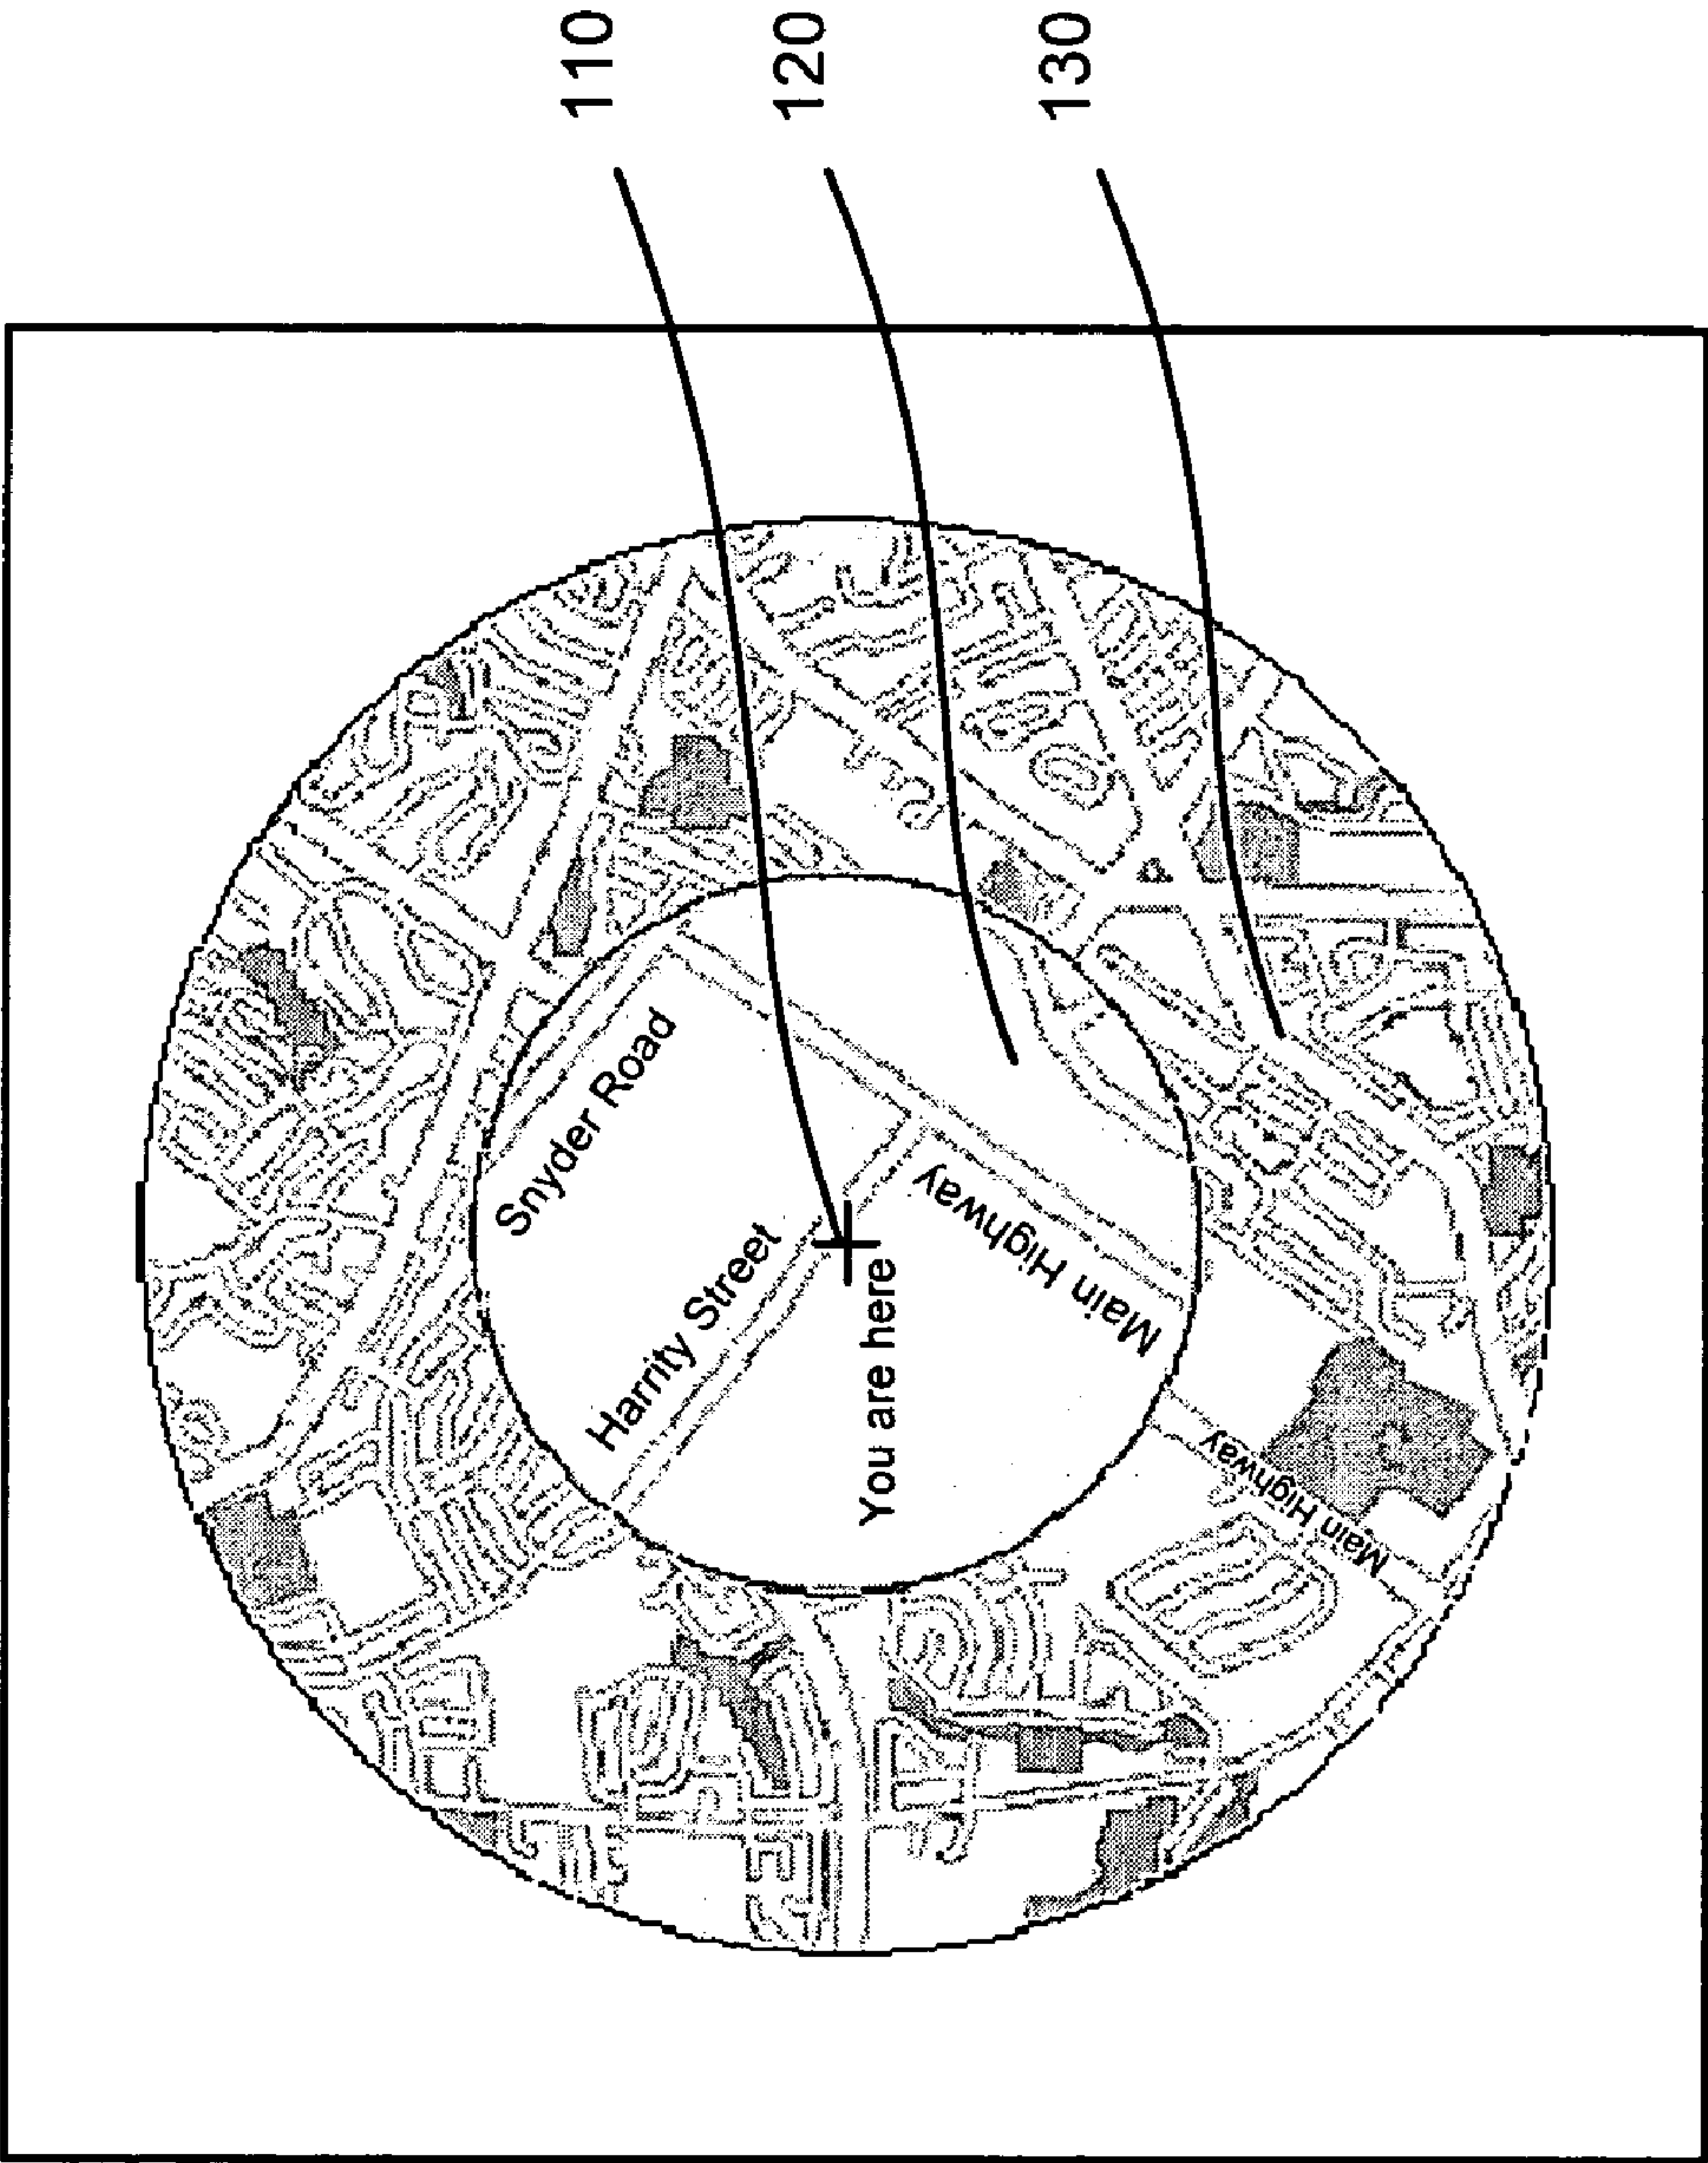 110
120
130
Snyder Road
Harrity Street
You are here
Main Highway
Main Highway